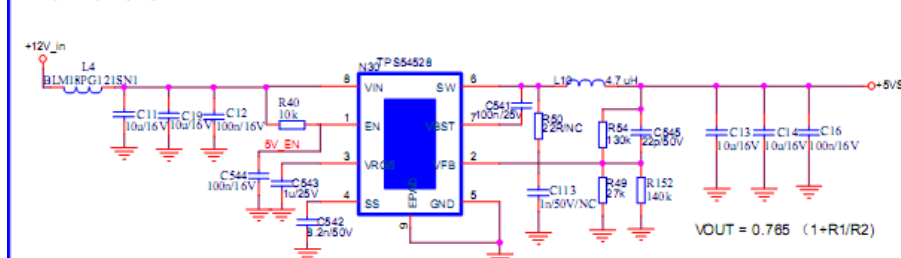 +12V_in
L4
BLM18PG121SN1
C11
10u/16V
C19
10u/16V
C12
100n/16V
R40
10k
5V_EN
C544
100n/16V
C543
1u/25V
C542
8.2n/50V
N30
TPS54528
8
VIN
1
EN
3
4
SS
EPAD
9
SW
6
VBST
7
VFB
2
GND
5
C541
100n/25V
R50
22R/NC
C113
1n/50V/NC
4.7 uH
R54
130k
C545
22p/50V
R49
27k
R152
140k
C13
10u/16V
C14
10u/16V
C16
100n/16V
+5VS
VOUT = 0.765 （1+R1/R2)